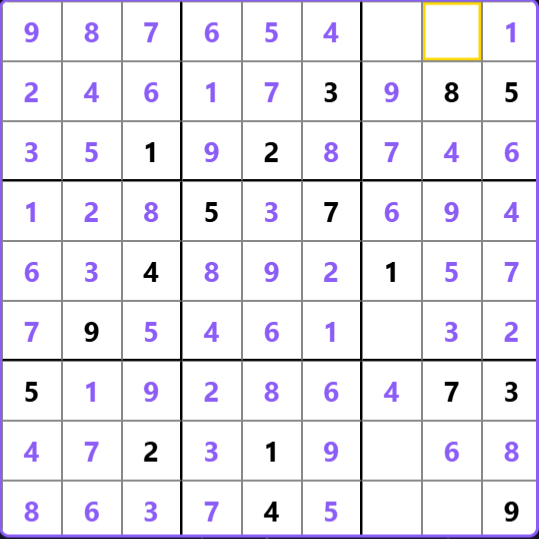 9 8 7 6 5 4 1
2 4 6 1 7 3 9 8 5
3 5 1 9 2 8 7 4 6
1 2 8 5 3 7 6 9 4
6 3 4 8 9 2 1 5 7
7 9 5 4 6 1 3 2
5 1 9 2 8 6 4 7 3
4 7 2 3 1 9 6 8
8 6 3 7 4 5 9